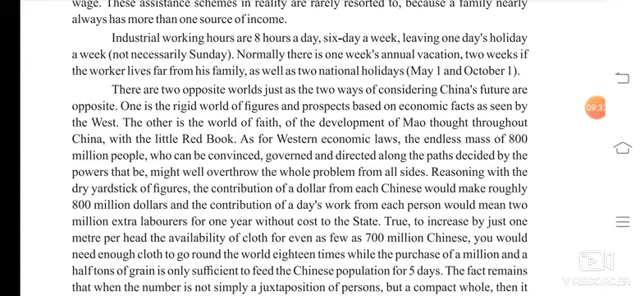 wage. These assistance schemes in reality are rarely resorted to, because a family nearly
always has more than one source of income.
Industrial working hours are 8 hours a day, six-day a week, leaving one day's holiday
a week (not necessarily Sunday). Normally there is one week's annual vacation, two weeks if
the worker lives far from his family, as well as two national holidays (May 1 and October 1).
There are two opposite worlds just as the two ways of considering China's future are
opposite. One is the rigid world of figures and prospects based on economic facts as seen by
the West. The other is the world of faith, of the development of Mao thought throughout
China, with the little Red Book. As for Western economic laws, the endless mass of 800
million people, who can be convinced, governed and directed along the paths decided by the
powers that be, might well overthrow the whole problem from all sides. Reasoning with the
dry yardstick of figures, the contribution of a dollar from each Chinese would make roughly
800 million dollars and the contribution of a day's work from each person would mean two
million extra labourers for one year without cost to the State. True, to increase by just one
metre per head the availability of cloth for even as few as 700 million Chinese, you would
need enough cloth to go round the world eighteen times while the purchase of a million and a
half tons of grain is only sufficient to feed the Chinese population for 5 days. The fact remains
that when the number is not simply a juxtaposition of persons, but a compact whole, then it
V RECORDER